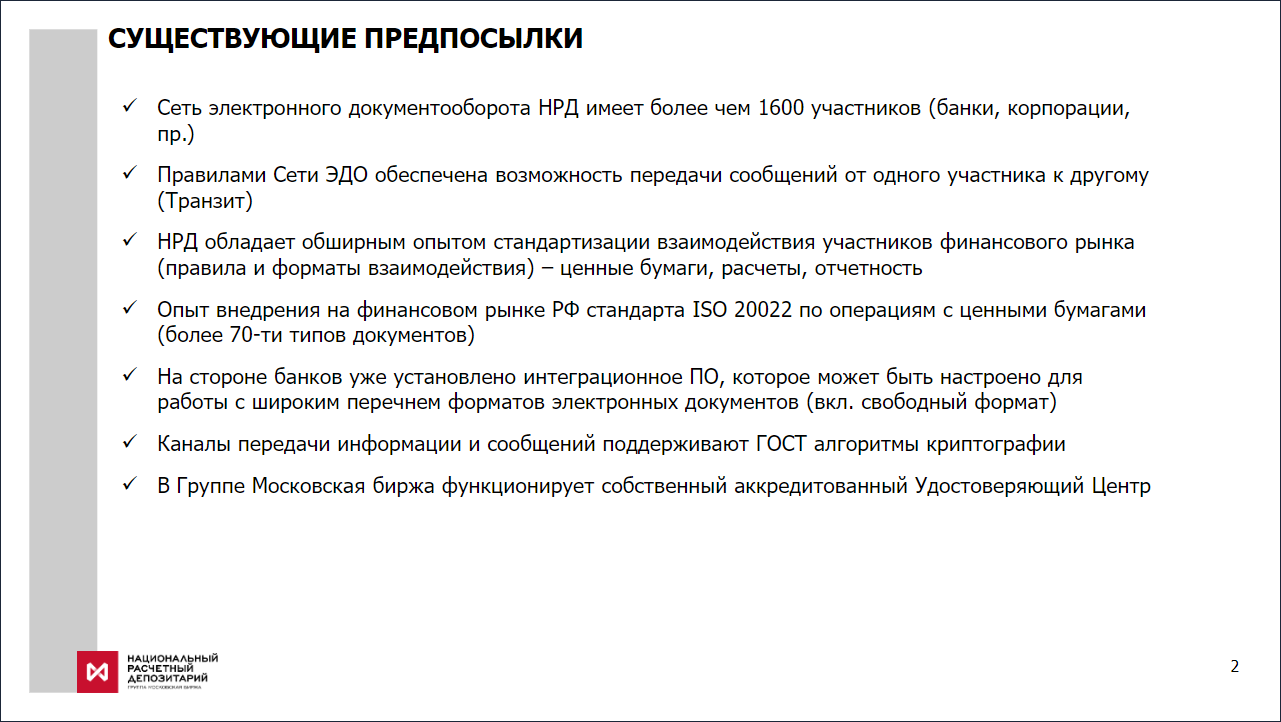 СУЩЕСТВУЮЩИЕ ПРЕДПОСЫЛКИ
✓ Сеть электронного документооборота НРД имеет более чем 1600 участников (банки, корпорации,
пр.)
✓ Правилами Сети ЭДО обеспечена возможность передачи сообщений от одного участника к другому
(Транзит)
✓ НРД обладает обширным опытом стандартизации взаимодействия участников финансового рынка
(правила и форматы взаимодействия) – ценные бумаги, расчеты, отчетность
✓ Опыт внедрения на финансовом рынке РФ стандарта ISO 20022 по операциям с ценными бумагами
(более 70-ти типов документов)
✓ На стороне банков уже установлено интеграционное ПО, которое может быть настроено для
работы с широким перечнем форматов электронных документов (вкл. свободный формат)
✓ Каналы передачи информации и сообщений поддерживают ГОСТ алгоритмы криптографии
✓ В Группе Московская биржа функционирует собственный аккредитованный Удостоверяющий Центр
НАЦИОНАЛЬНЫЙ
РАСЧЕТНЫЙ
ДЕПОЗИТАРИЙ
ГРУППА МОСКОВСКАЯ БИРЖА
2